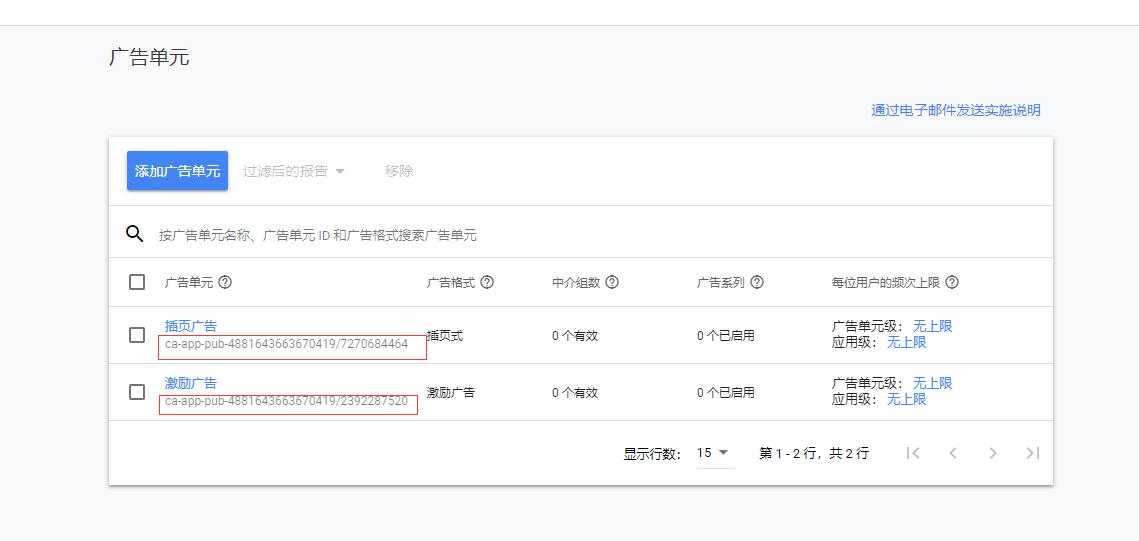 广告单元
通过电子邮件发送实施说明
添加广告单元 过滤后的报告 移除
按广告单元名称、广告单元 ID 和广告格式搜索广告单元
广告单元 广告格式 中介组数 广告系列 每位用户的频次上限
插页广告
ca-app-pub-4881643663670419/7270684464
插页式 0 个有效 0 个已启用
广告单元级： 无上限
应用级： 无上限
激励广告
ca-app-pub-4881643663670419/2392287520
激励广告 0 个有效 0 个已启用
广告单元级： 无上限
应用级： 无上限
显示行数： 15 第 1 - 2 行，共 2 行